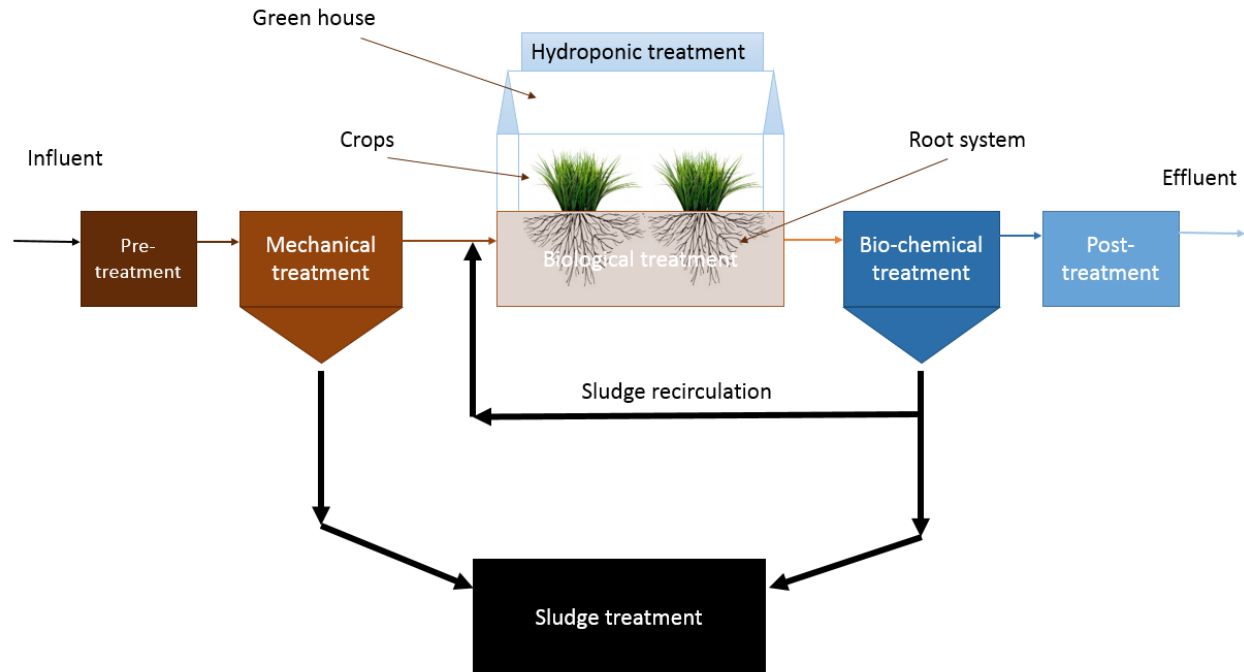 Green house
Hydroponic treatment
Crops
Root system
Influent
Effluent
Pre-
treatment
Mechanical
treatment
Biological treatment
Bio-chemical
treatment
Post-
treatment
Sludge recirculation
Sludge treatment